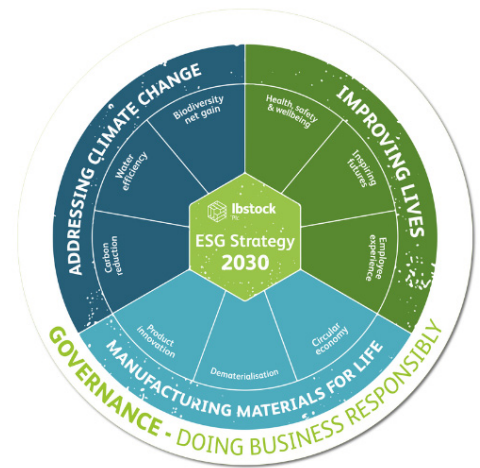 ADDRESSING CLIMATE CHANGE
Biodiversity
net gain
Water
efficiency
Carbon
reduction
IMPROVING LIVES
Health, safety
& wellbeing
Inspiring
futures
Employee
experience
Ibstock
Plc
ESG Strategy
2030
Product
innovation
Dematerialisation
Circular
economy
MANUFACTURING MATERIALS FOR LIFE
GOVERNANCE - DOING BUSINESS RESPONSIBLY